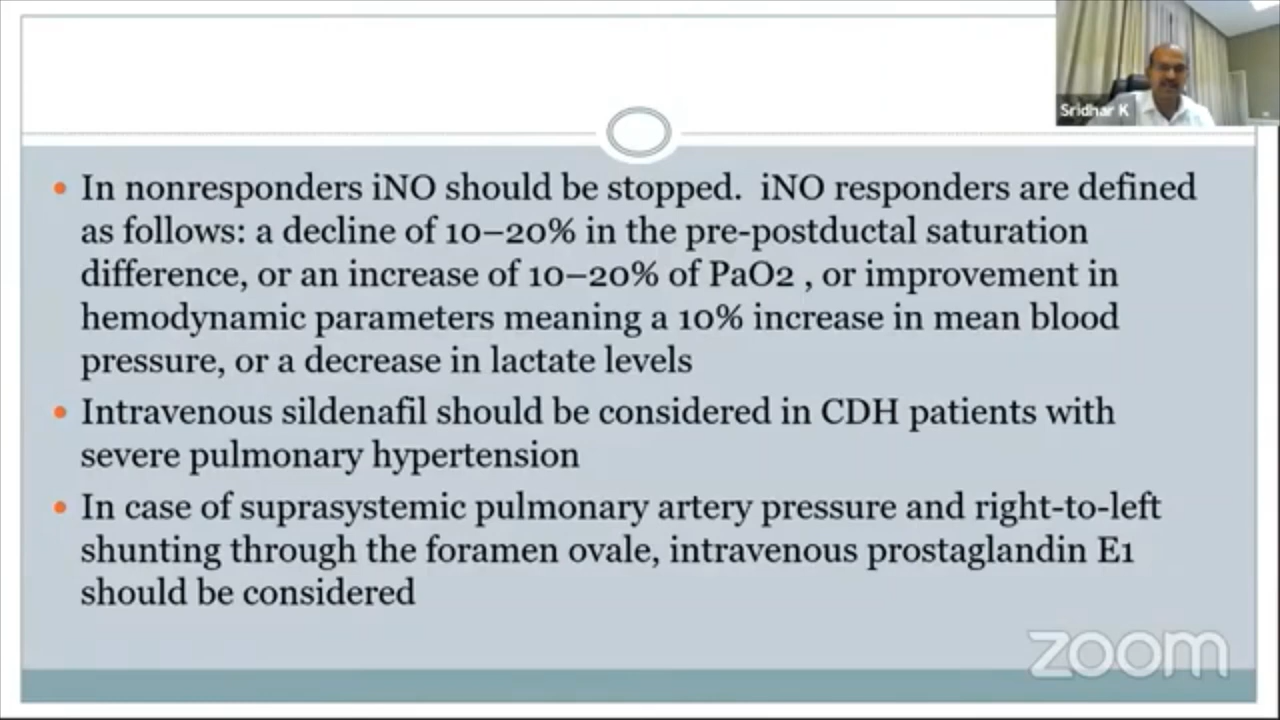 Sridhar K
• In nonresponders iNO should be stopped.  iNO responders are defined
as follows: a decline of 10–20% in the pre-postductal saturation
difference, or an increase of 10–20% of PaO2 , or improvement in
hemodynamic parameters meaning a 10% increase in mean blood
pressure, or a decrease in lactate levels
• Intravenous sildenafil should be considered in CDH patients with
severe pulmonary hypertension
• In case of suprasystemic pulmonary artery pressure and right-to-left
shunting through the foramen ovale, intravenous prostaglandin E1
should be considered
zoom